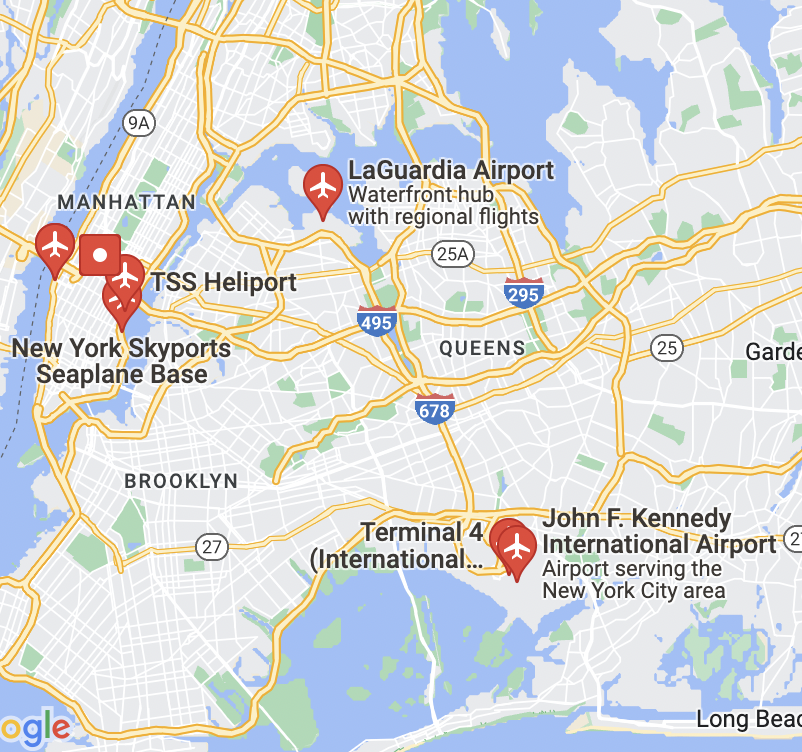 9A
LaGuardia Airport
Waterfront hub
with regional flights
MANHATTAN
25A
TSS Heliport
295
495
New York Skyports
Seaplane Base
QUEENS
25
Garde
678
BROOKLYN
27
Terminal 4
(International...
John F. Kennedy
International Airport
Airport serving the
New York City area
27
Long Beac
ogle